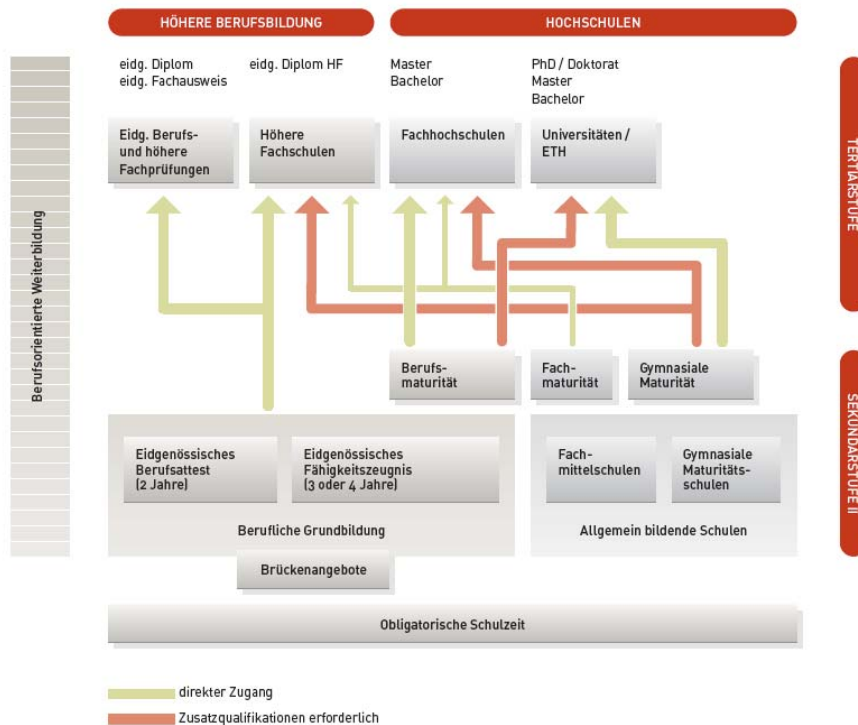 HÖHERE BERUFSBILDUNG
HOCHSCHULEN
eidg. Diplom
eidg. Fachausweis
eidg. Diplom HF
Master
Bachelor
PhD / Doktorat
Master
Bachelor
Eidg. Berufs-
und höhere
Fachprüfungen
Höhere
Fachschulen
Fachhochschulen
Universitäten /
ETH
TERTIÄRSTUFE
Berufsorientierte Weiterbildung
Berufs-
maturität
Fach-
maturität
Gymnasiale
Maturität
SEKUNDARSTUFE II
Eidgenössisches
Berufsattest
(2 Jahre)
Eidgenössisches
Fähigkeitszeugnis
(3 oder 4 Jahre)
Fach-
mittelschulen
Gymnasiale
Maturitäts-
schulen
Berufliche Grundbildung
Allgemein bildende Schulen
Brückenangebote
Obligatorische Schulzeit
direkter Zugang
Zusatzqualifikationen erforderlich